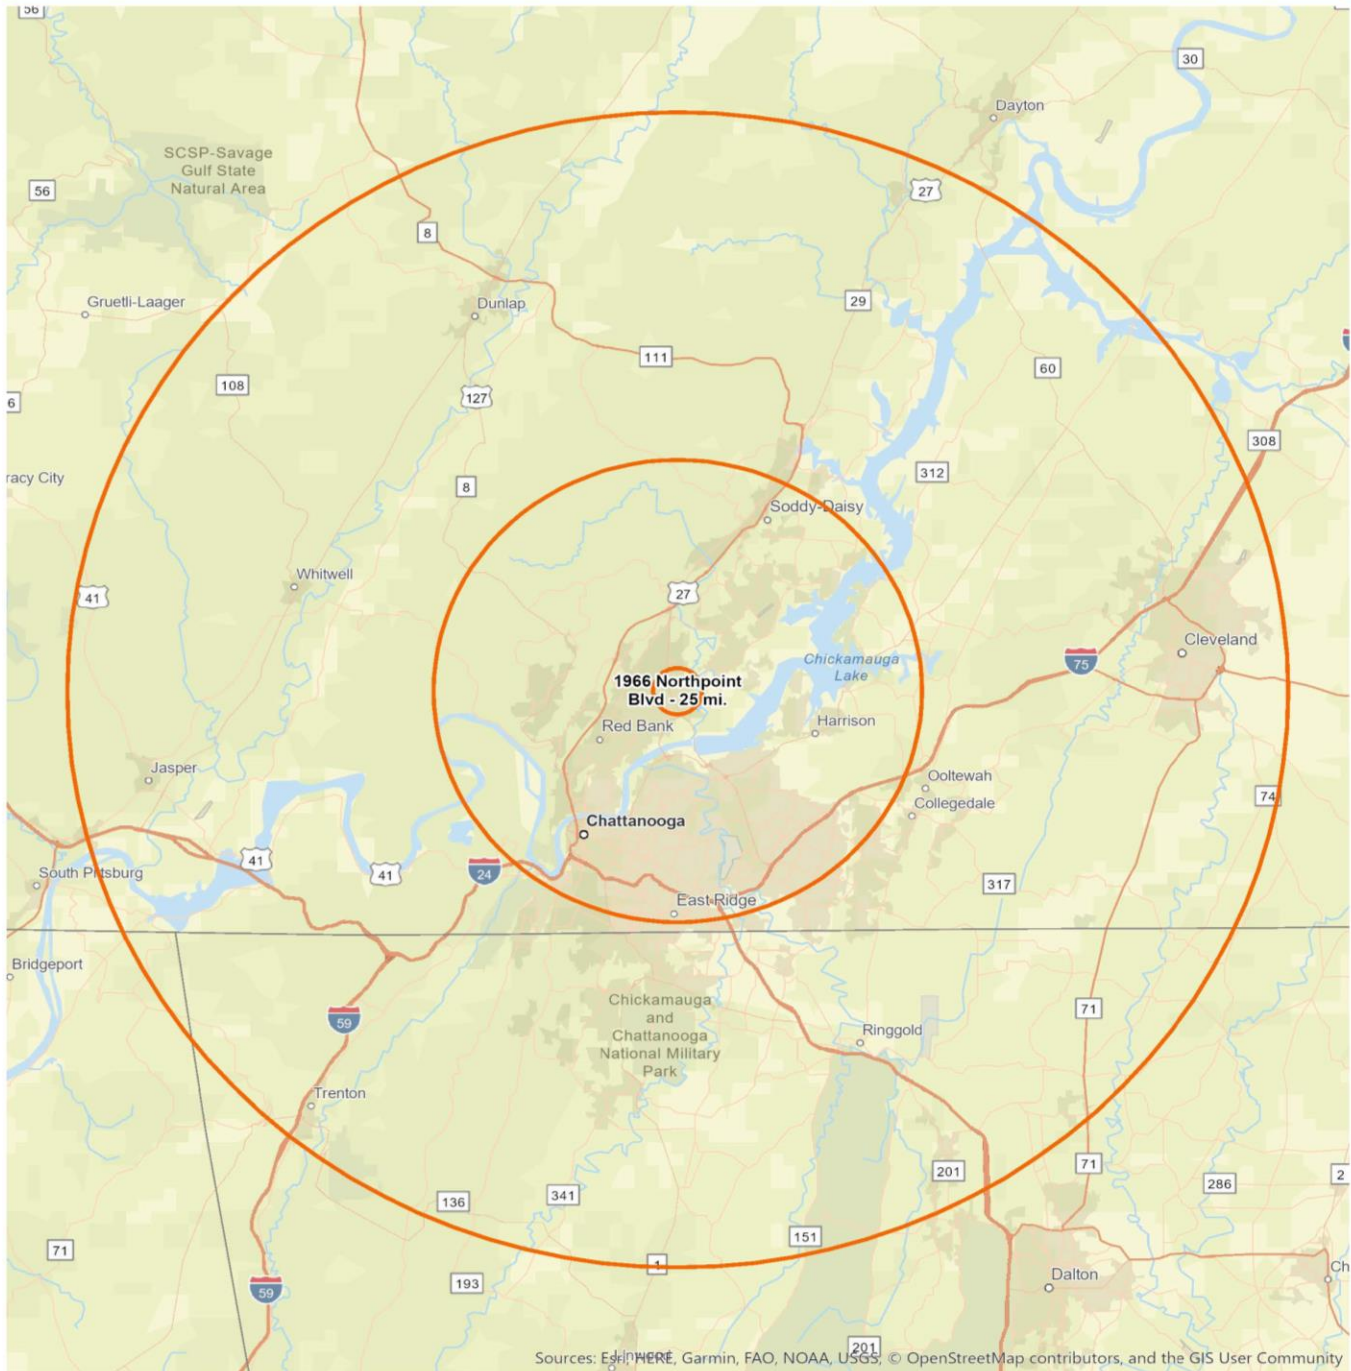 56
30
Dayton
SCSP-Savage
Gulf State
Natural Area
56
27
8
Gruetli-Laager
Dunlap
29
111
108
127
60
6
308
racy City
8
312
Soddy-Daisy
Whitwell
41
27
Cleveland
Chickamauga
Lake
75
1966 Northpoint
Blvd - 25 mi.
Red Bank
Harrison
Jasper
Ooltewah
74
Collegedale
Chattanooga
41
41
24
South Pittsburg
317
East Ridge
Bridgeport
Chickamauga
and
Chattanooga
National Military
Park
71
59
Ringgold
Trenton
201
71
2
286
136
341
151
71
1
193
Dalton
Ch
59
201
Sources: Esri, HERE, Garmin, FAO, NOAA, USGS, © OpenStreetMap contributors, and the GIS User Community